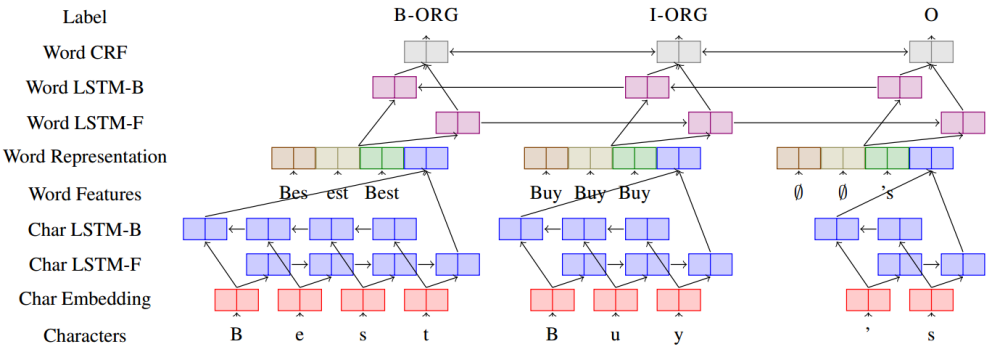 Label B-ORG I-ORG O
Word CRF
Word LSTM-B
Word LSTM-F
Word Representation
Word Features Bes est Best Buy Buy Buy ∅ ∅ 's
Char LSTM-B
Char LSTM-F
Char Embedding
Characters B e s t B u y ' s